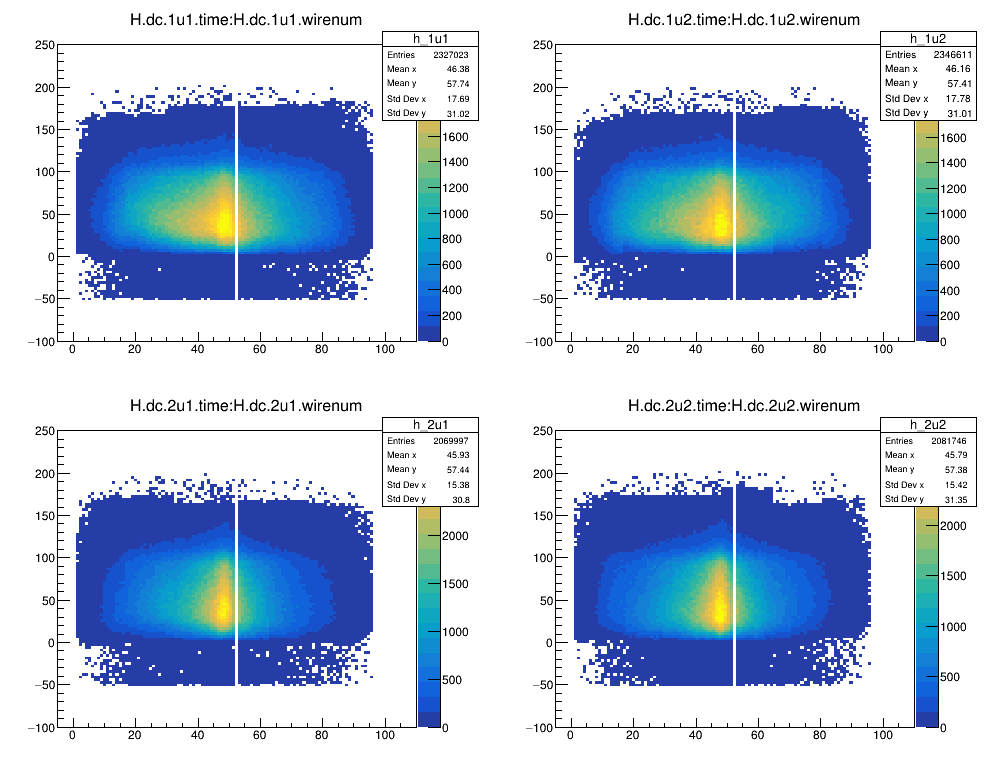 H.dc.1u1.time:H.dc.1u1.wirenum
h_1u1
Entries 2327023
Mean x 46.38
Mean y 57.74
Std Dev x 17.69
Std Dev y 31.02
250
200
150
100
50
0
−50
−100
0 20 40 60 80 100
1600
1400
1200
1000
800
600
400
200
0
H.dc.1u2.time:H.dc.1u2.wirenum
h_1u2
Entries 2346611
Mean x 46.16
Mean y 57.41
Std Dev x 17.78
Std Dev y 31.01
250
200
150
100
50
0
−50
−100
0 20 40 60 80 100
1600
1400
1200
1000
800
600
400
200
0
H.dc.2u1.time:H.dc.2u1.wirenum
h_2u1
Entries 2069997
Mean x 45.93
Mean y 57.44
Std Dev x 15.38
Std Dev y 30.8
250
200
150
100
50
0
−50
−100
0 20 40 60 80 100
2000
1500
1000
500
0
H.dc.2u2.time:H.dc.2u2.wirenum
h_2u2
Entries 2081746
Mean x 45.79
Mean y 57.38
Std Dev x 15.42
Std Dev y 31.35
250
200
150
100
50
0
−50
−100
0 20 40 60 80 100
2000
1500
1000
500
0